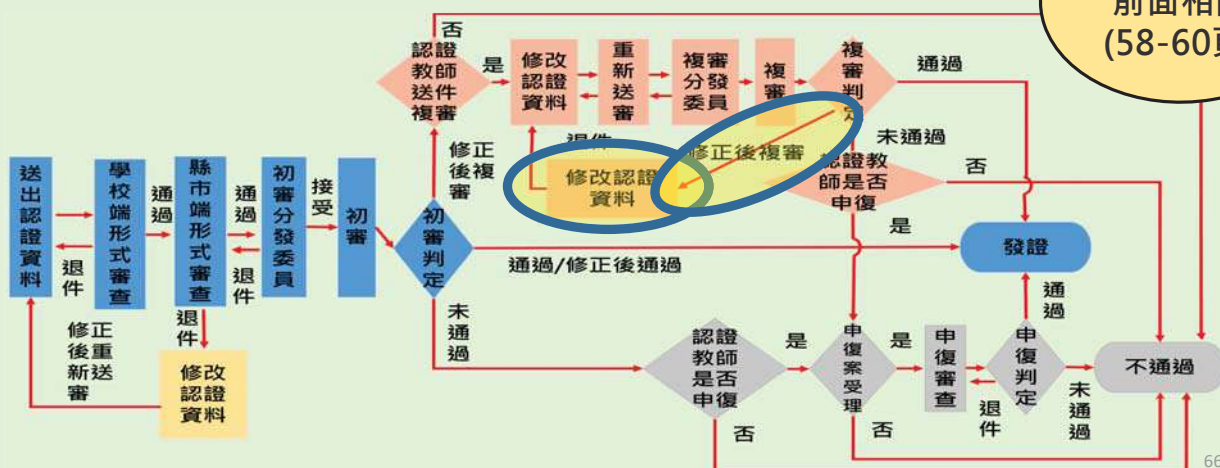 前面相
(58-60頁
否
認證
教師
送件
複審
是
修改
認證
資料
重新送審
複審
分發
委員
複審
複審判定
通過
未通過
退件
修正後複審
修改認證
資料
認證教
師是否
申復
否
是
修正
後複
審
送出認證資料
退件
學校端形式審查
通過
縣市端形式審查
通過
退件
初審分發委員
接受
初審
初審判定
通過/修正後通過
發證
未通過
修正
後重
新送
審
退件
修改
認證
資料
認證
教師
是否
申復
是
否
申復案受理
是
否
申復審查
退件
申復判定
通過
未通過
不通過
66